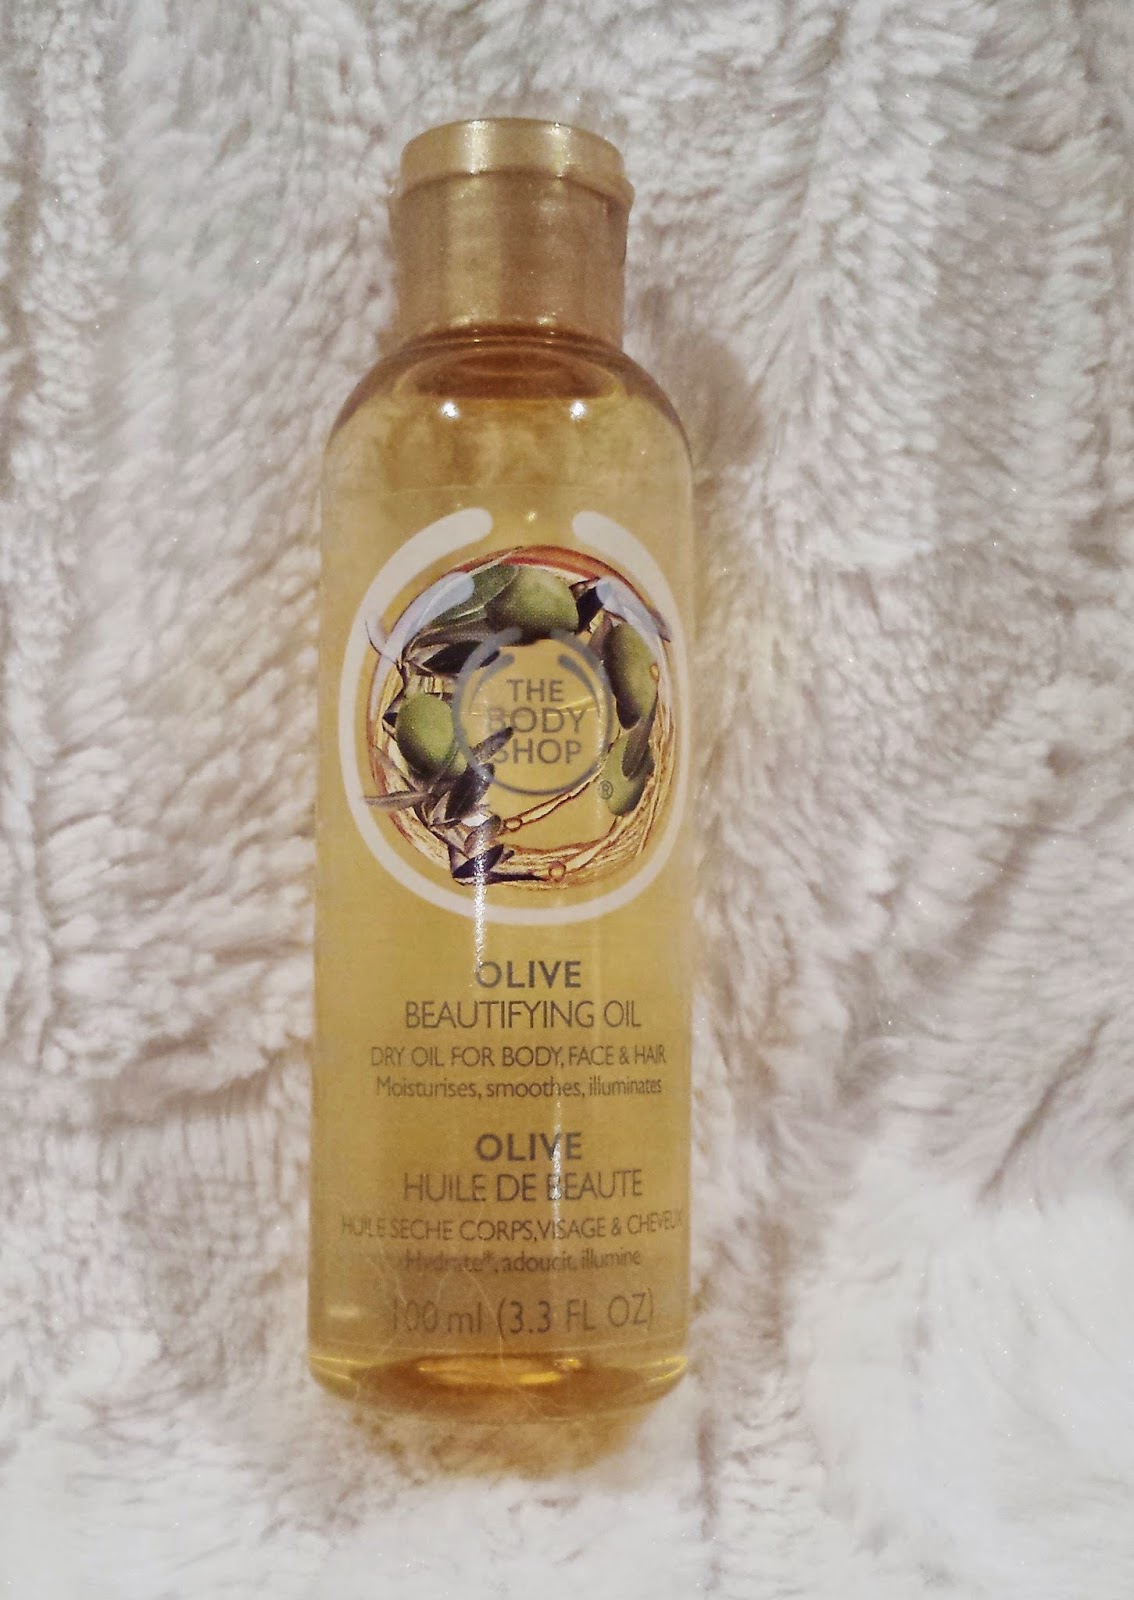 THE
BODY
SHOP
®
OLIVE
BEAUTIFYING OIL
DRY OIL FOR BODY, FACE & HAIR
Moisturises, smoothes, illuminates
OLIVE
HUILE DE BEAUTE
HUILE SECHE CORPS, VISAGE & CHEVEUX
Hydrate*, adoucit, illumine
100 ml (3.3 FL OZ)